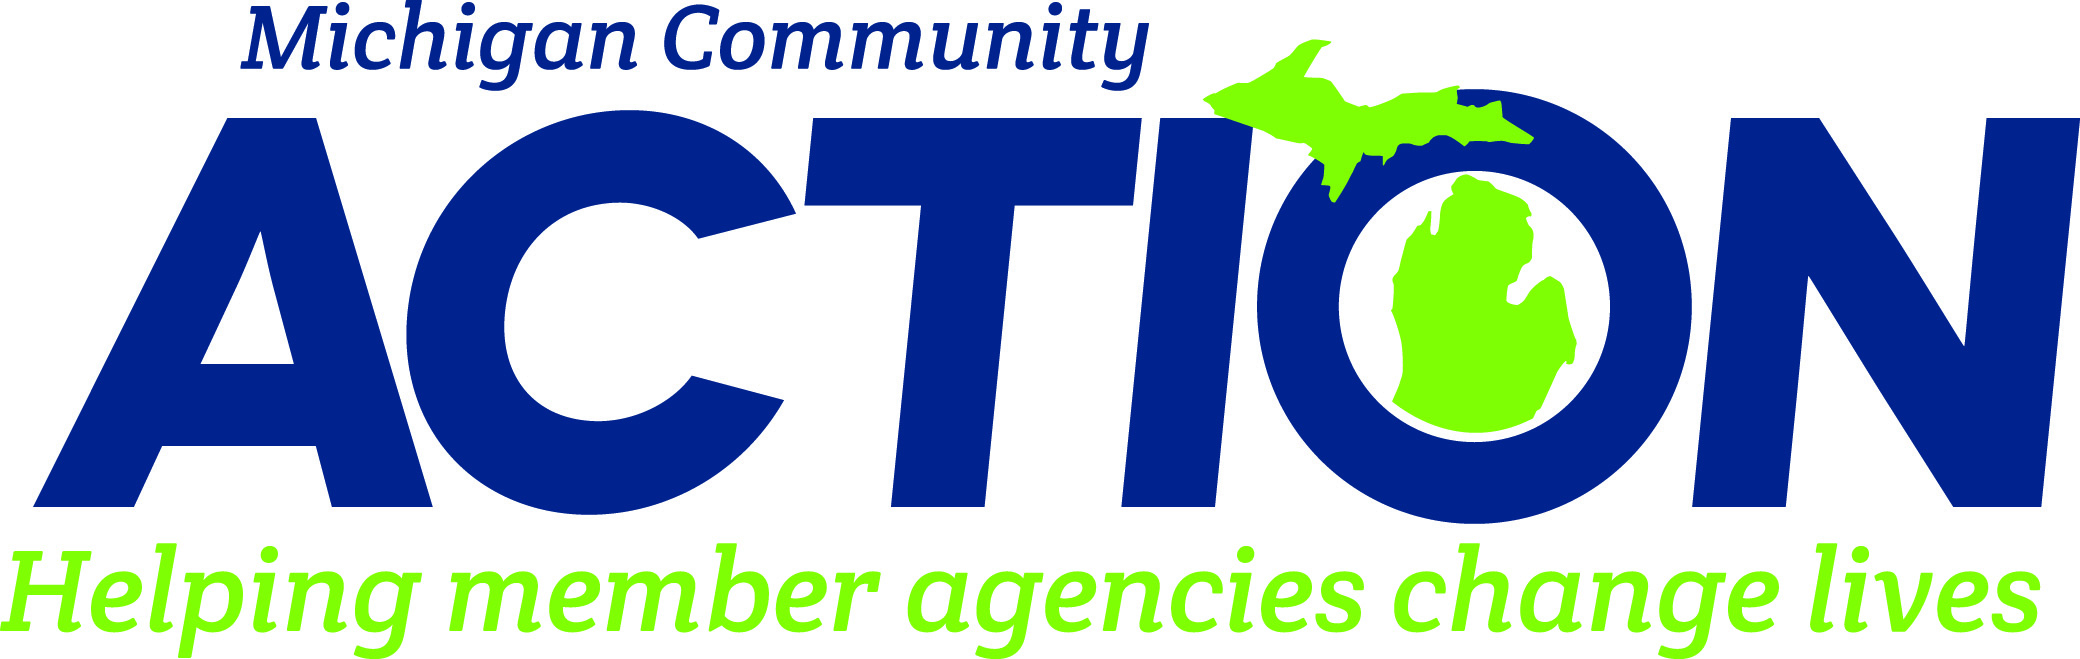 Michigan Community
ACTION
Helping member agencies change lives